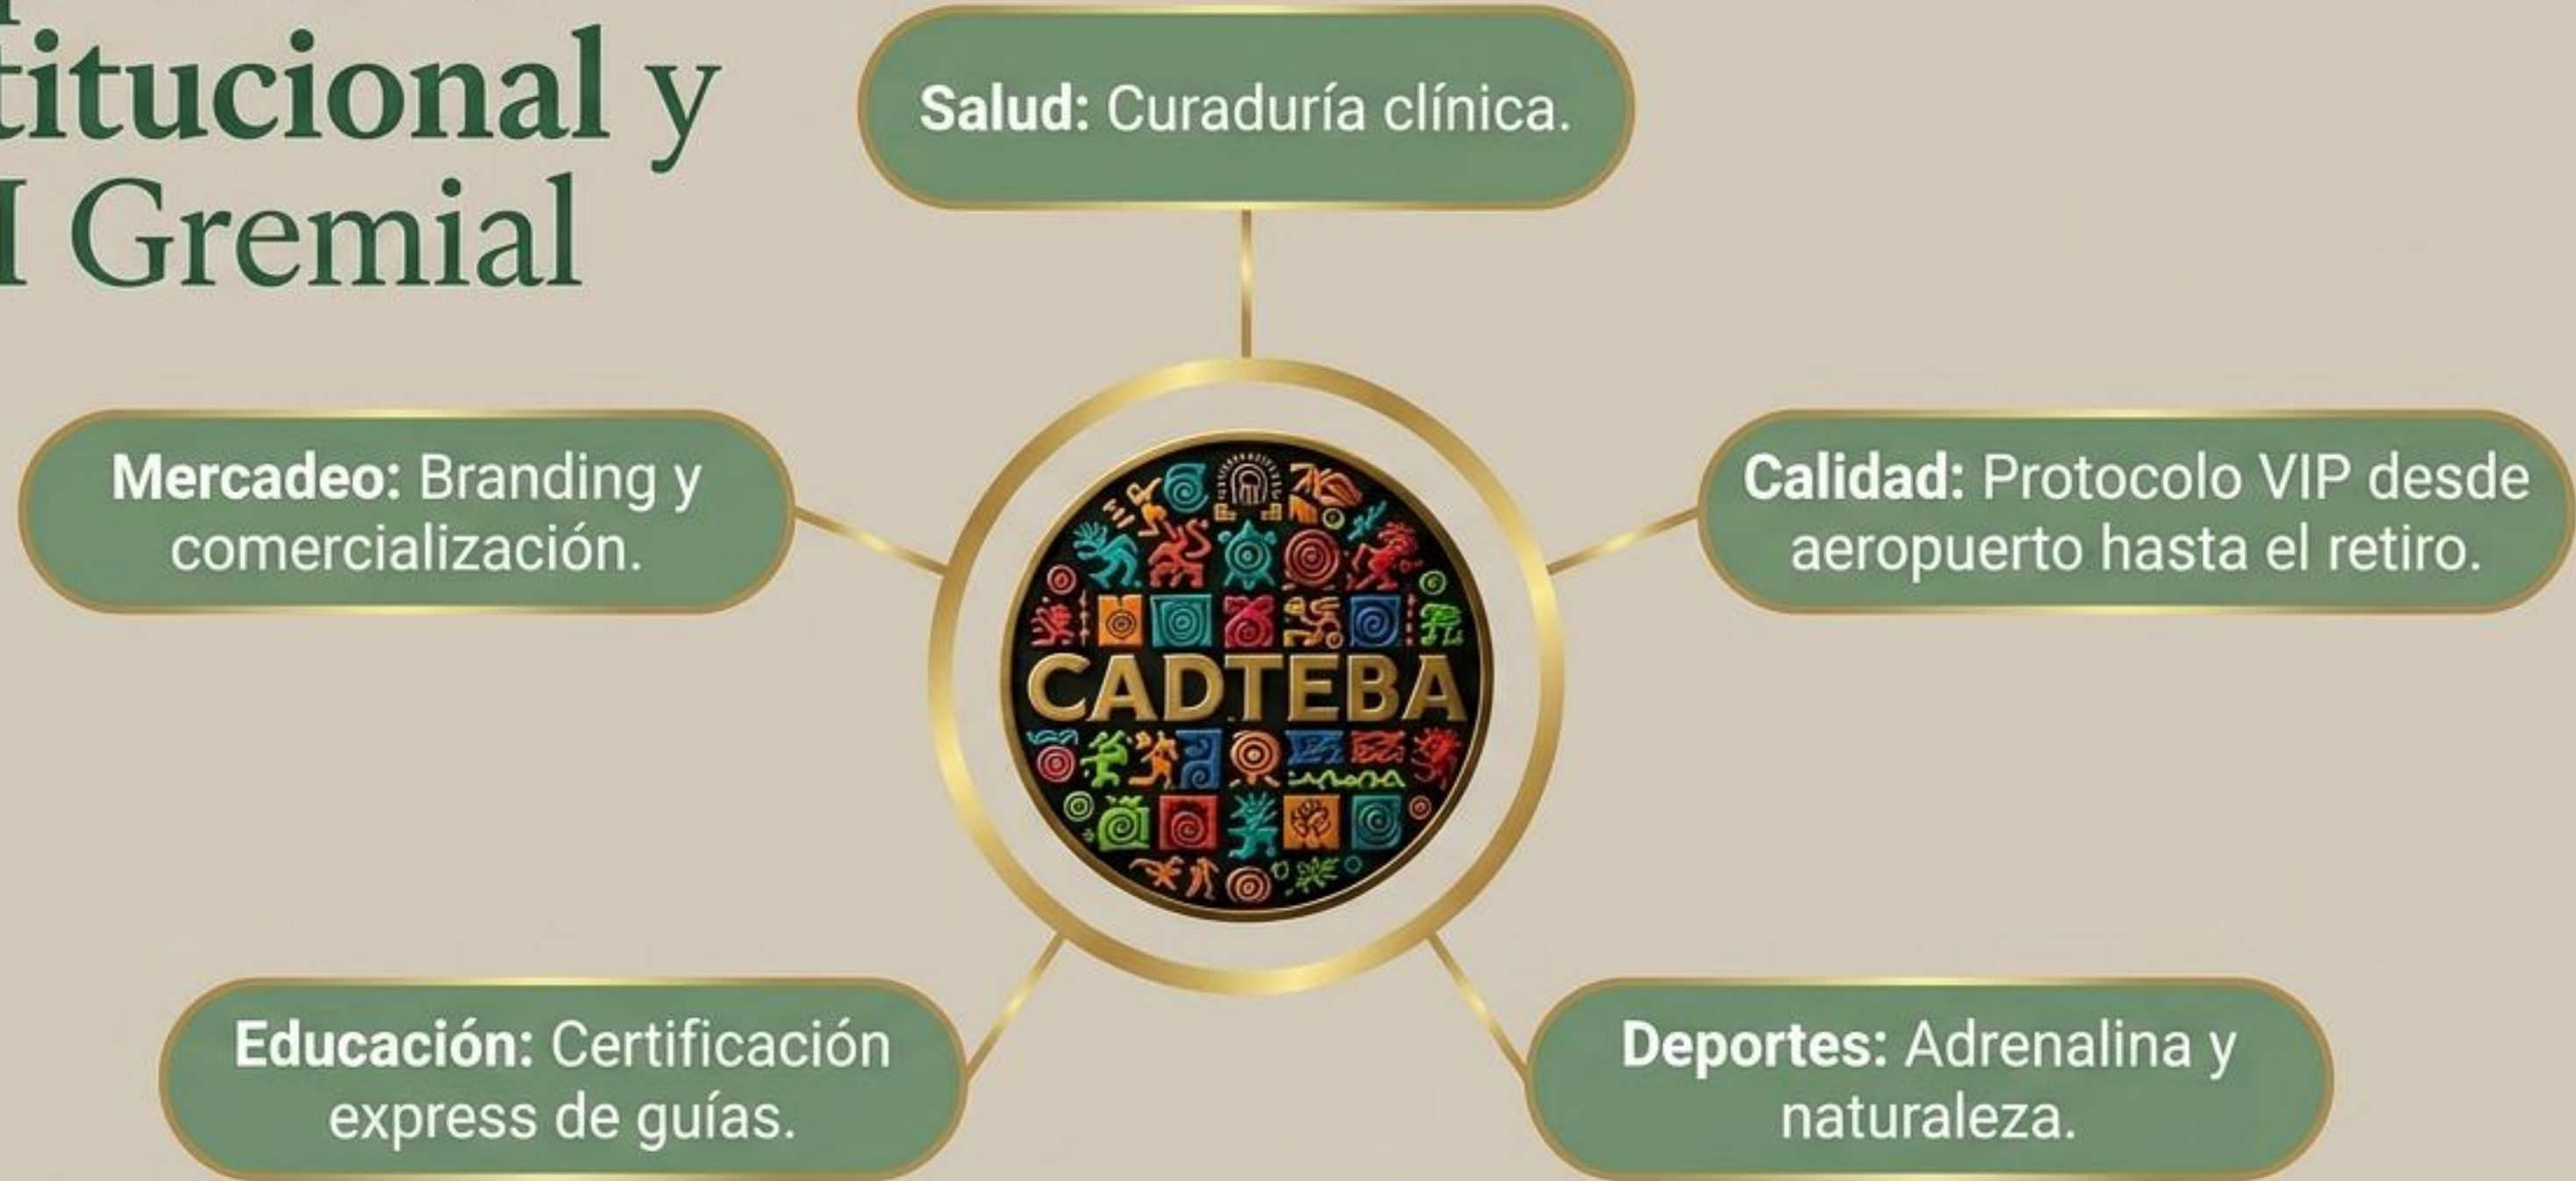 titucional y
I Gremial
Salud: Curaduría clínica.
Mercadeo: Branding y
comercialización.
Calidad: Protocolo VIP desde
aeropuerto hasta el retiro.
CADTEBA
Educación: Certificación
express de guías.
Deportes: Adrenalina y
naturaleza.